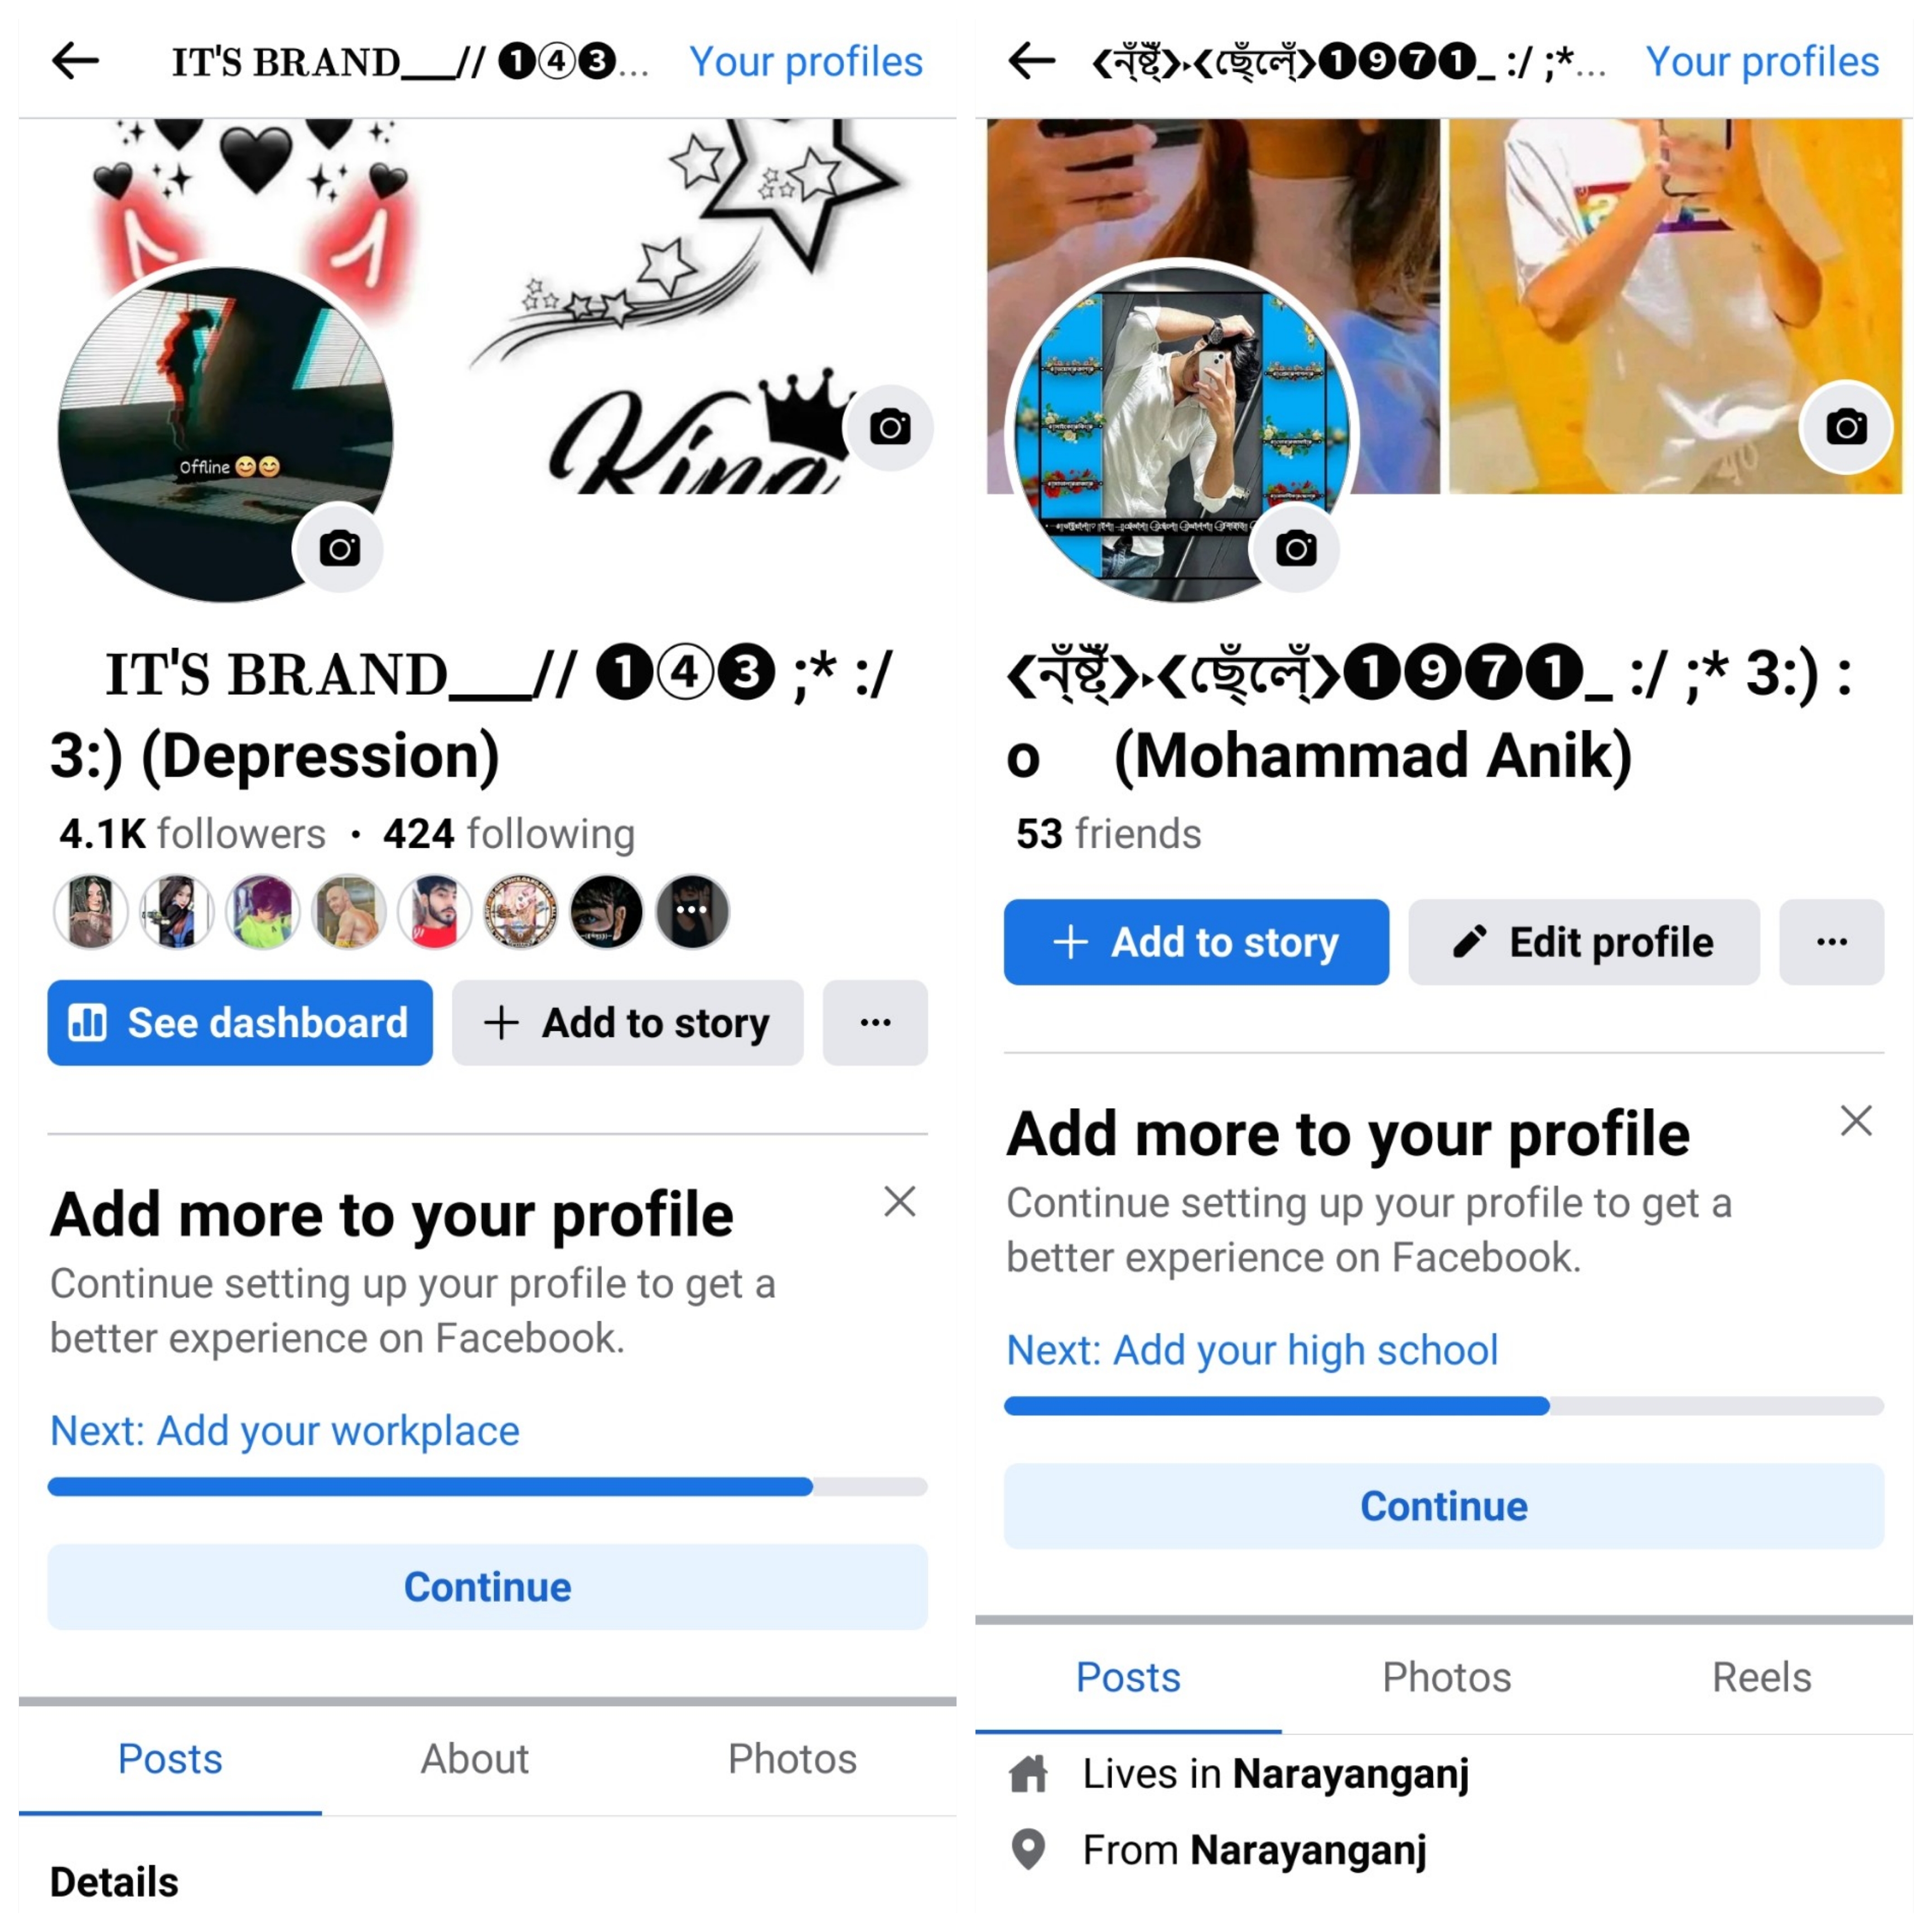 IT'S BRAND___// ❶④❸...
Your profiles
Offline 😊😊
King
IT'S BRAND___// ❶④❸ ;* :/
3:) (Depression)
4.1K followers · 424 following
See dashboard
+ Add to story
...
Add more to your profile
Continue setting up your profile to get a
better experience on Facebook.
Next: Add your workplace
Continue
Posts
About
Photos
Details
❮ন্ঁষ্ট্ঁ❯‣❮ছ্েঁল্েঁ❯❶❾❼❶_ :/ ;*...
Your profiles
❮ন্ঁষ্ট্ঁ❯‣❮ছ্েঁল্েঁ❯❶❾❼❶_ :/ ;* 3:) :
o (Mohammad Anik)
53 friends
+ Add to story
Edit profile
...
Add more to your profile
Continue setting up your profile to get a
better experience on Facebook.
Next: Add your high school
Continue
Posts
Photos
Reels
Lives in Narayanganj
From Narayanganj